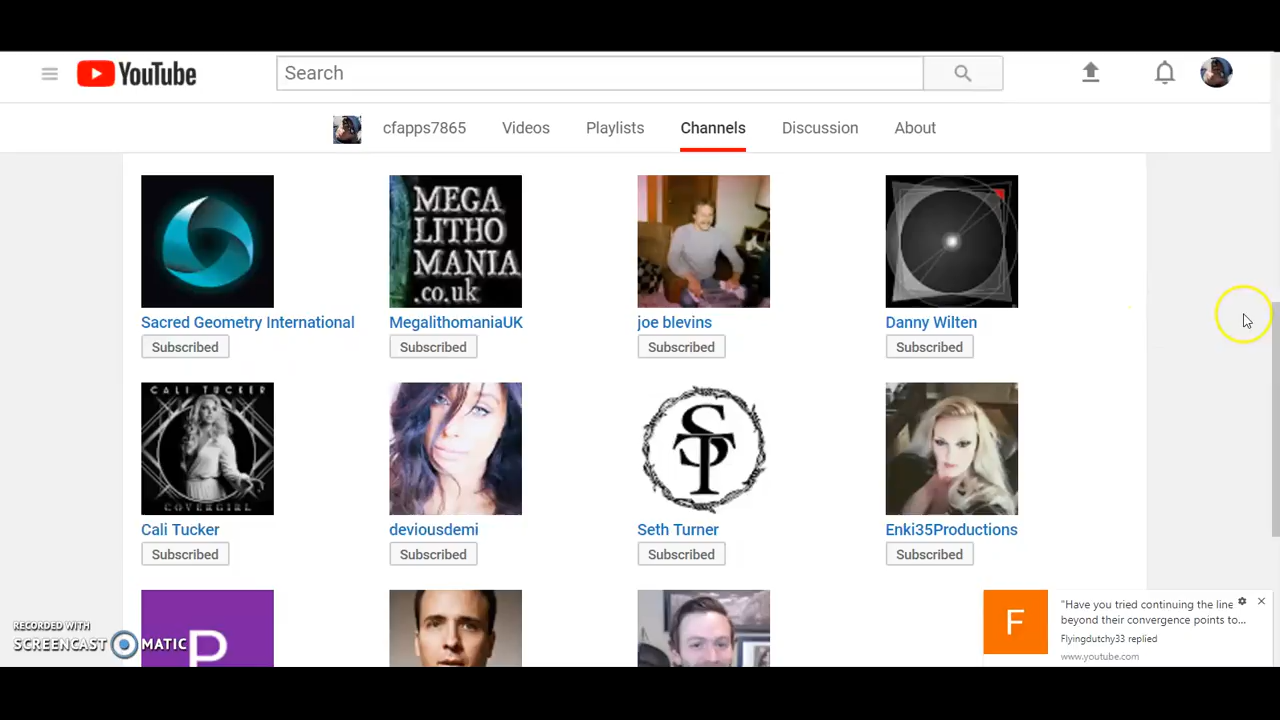 YouTube
Search
cfapps7865 Videos Playlists Channels Discussion About
MEGA
LITHO
MANIA
.co.uk
Sacred Geometry International MegalithomaniaUK joe blevins Danny Wilten
Subscribed Subscribed Subscribed Subscribed
CALI TUCKER
COVERGIRL
STP
Cali Tucker deviousdemi Seth Turner Enki35Productions
Subscribed Subscribed Subscribed Subscribed
P
F
"Have you tried continuing the line
beyond their convergence points to...
Flyingdutchy33 replied
www.youtube.com
RECORDED WITH
SCREENCAST MATIC